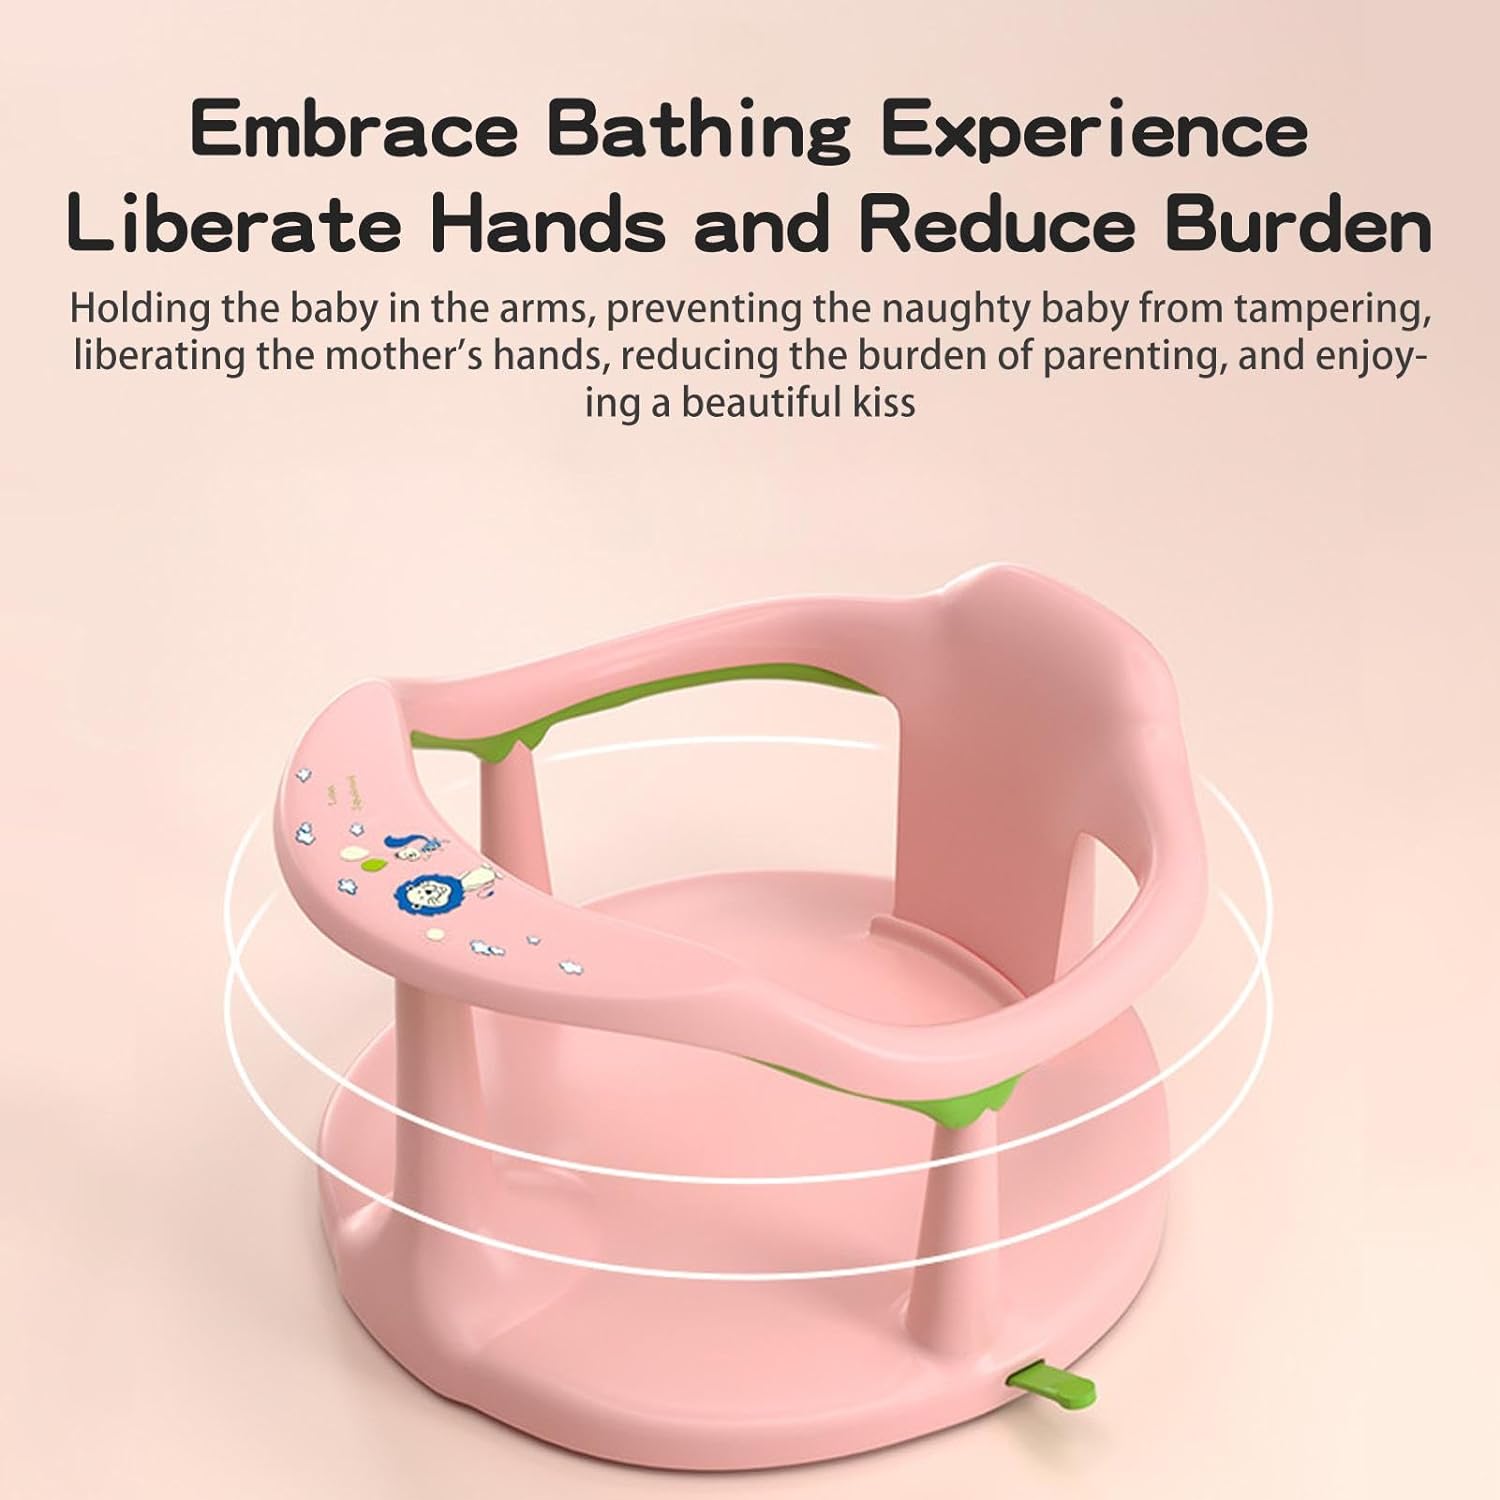 Embrace Bathing Experience
Liberate Hands and Reduce Burden
Holding the baby in the arms, preventing the naughty baby from tampering,
liberating the mother’s hands, reducing the burden of parenting, and enjoy-
ing a beautiful kiss
Lion